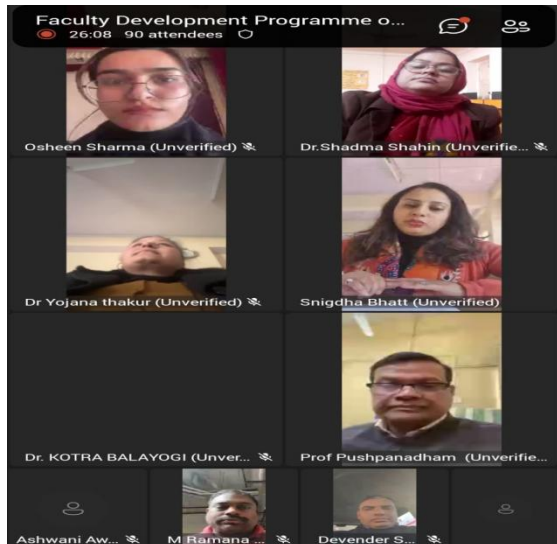 Faculty Development Programme o...
26:08 90 attendees
Osheen Sharma (Unverified)
Dr.Shadma Shahin (Unverifie...
Dr Yojana thakur (Unverified)
Snigdha Bhatt (Unverified)
Dr. KOTRA BALAYOGI (Unver...
Prof Pushpanadham (Unverifie...
Ashwani Aw...
M Ramana ...
Devender S...